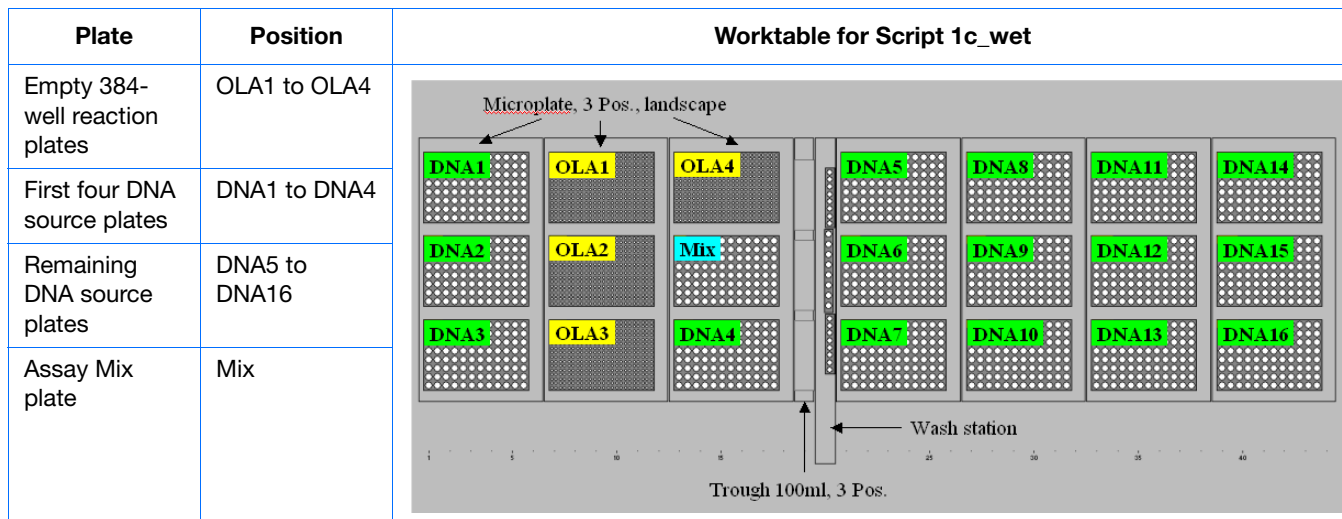 Plate
Position
Worktable for Script 1c_wet
Empty 384-
well reaction
plates
OLA1 to OLA4
First four DNA
source plates
DNA1 to DNA4
Remaining
DNA source
plates
DNA5 to
DNA16
Assay Mix
plate
Mix
Microplate, 3 Pos., landscape
DNA1 OLA1 OLA4 DNA5 DNA8 DNA11 DNA14
DNA2 OLA2 Mix DNA6 DNA9 DNA12 DNA15
DNA3 OLA3 DNA4 DNA7 DNA10 DNA13 DNA16
Wash station
1 5 10 15 25 35 40
Trough 100ml, 3 Pos.